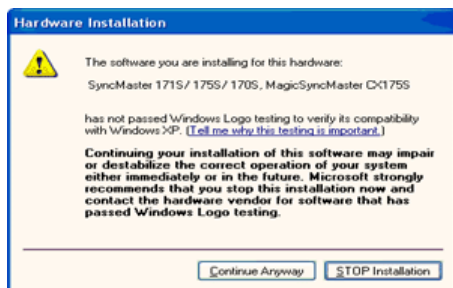 Hardware Installation
The software you are installing for this hardware:
SyncMaster 171S/ 175S/ 170S, MagicSyncMaster CX175S
has not passed Windows Logo testing to verify its compatibility
with Windows XP. (Tell me why this testing is important.)
Continuing your installation of this software may impair
or destabilize the correct operation of your system
either immediately or in the future. Microsoft strongly
recommends that you stop this installation now and
contact the hardware vendor for software that has
passed Windows Logo testing.
Continue Anyway STOP Installation